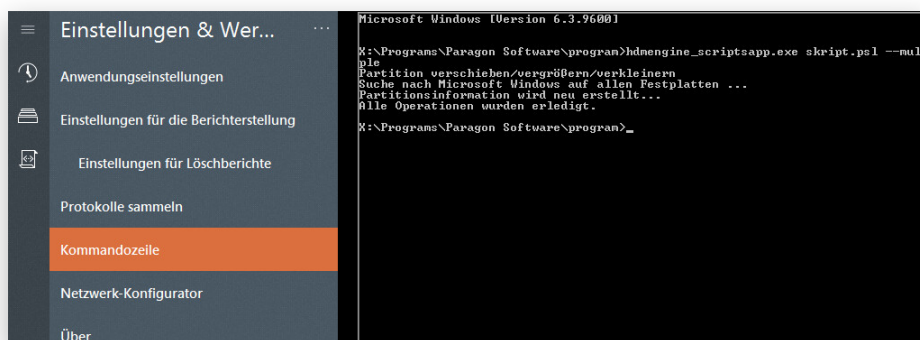 Einstellungen & Wer...
...
Anwendungseinstellungen
Einstellungen für die Berichterstellung
Einstellungen für Löschberichte
Protokolle sammeln
Kommandozeile
Netzwerk-Konfigurator
Über
Microsoft Windows [Version 6.3.9600]
X:\Programs\Paragon Software\program>hdmengine_scriptsapp.exe skript.psl --mul
ple
Partition verschieben/vergrößern/verkleinern
Suche nach Microsoft Windows auf allen Festplatten ...
Partitionsinformation wird neu erstellt...
Alle Operationen wurden erledigt.
X:\Programs\Paragon Software\program>_